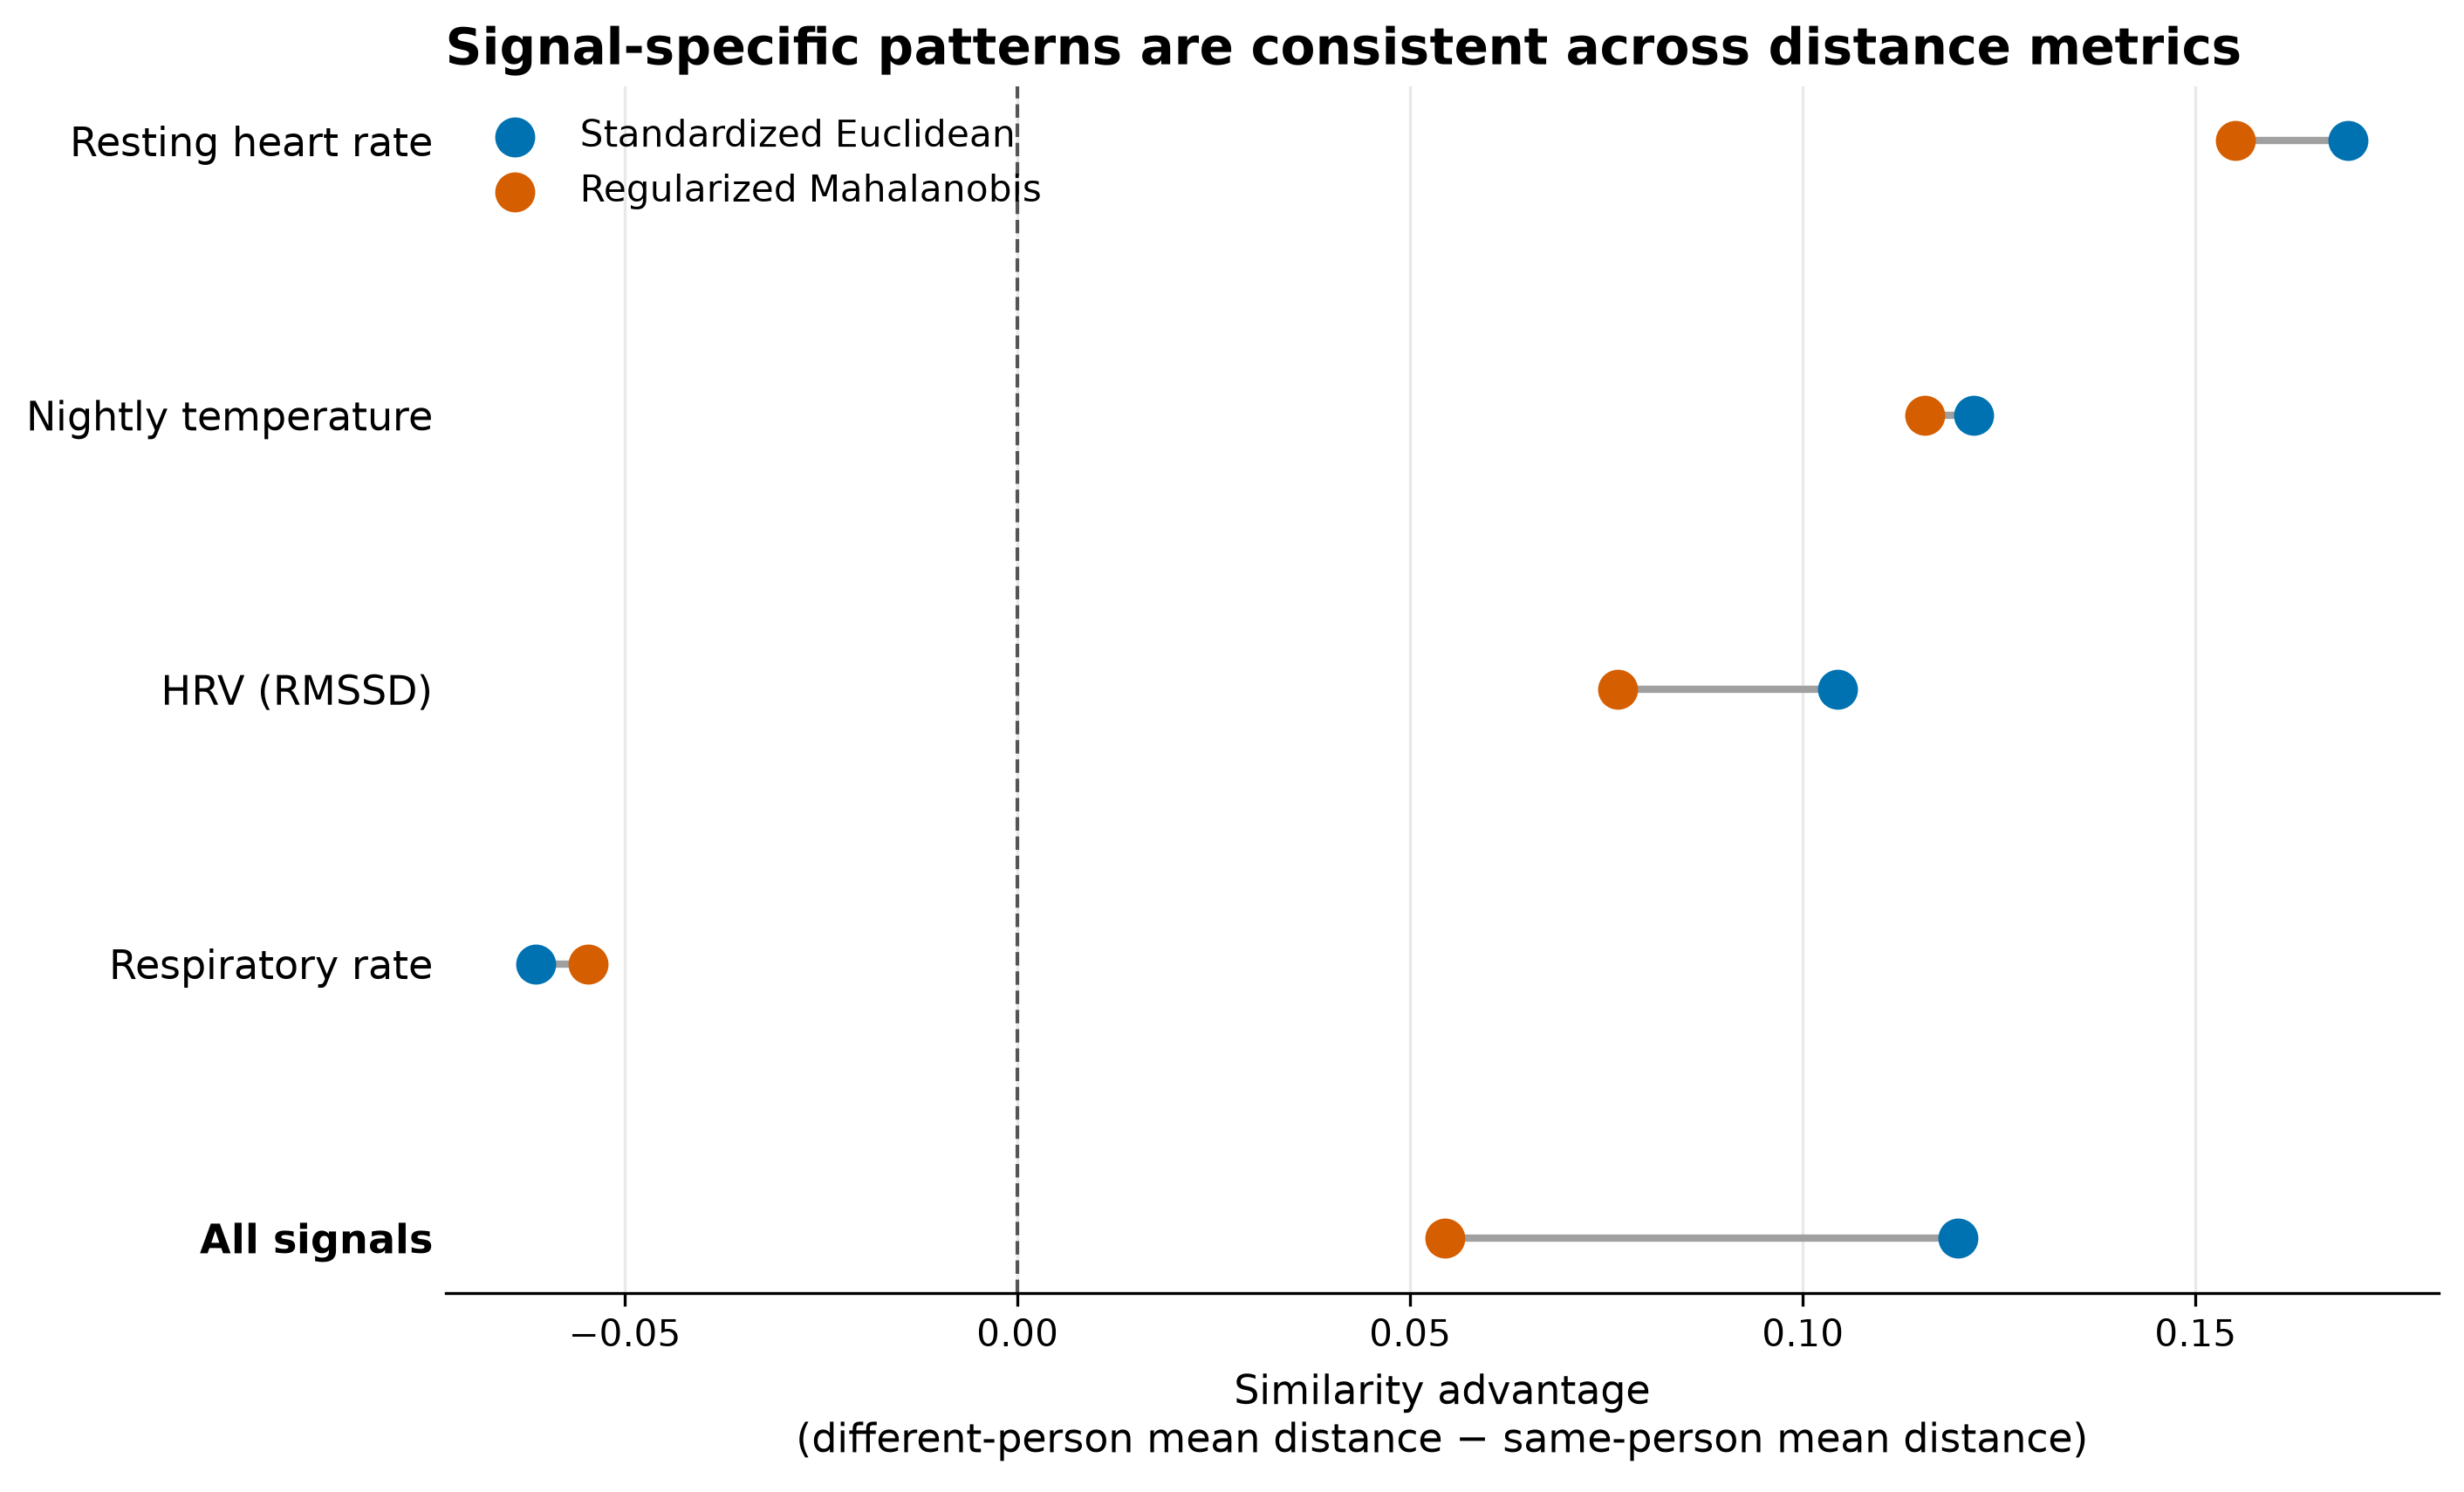 Signal-specific patterns are consistent across distance metrics
Standardized Euclidean
Regularized Mahalanobis
Resting heart rate
Nightly temperature
HRV (RMSSD)
Respiratory rate
All signals
−0.05 0.00 0.05 0.10 0.15
Similarity advantage
(different-person mean distance − same-person mean distance)